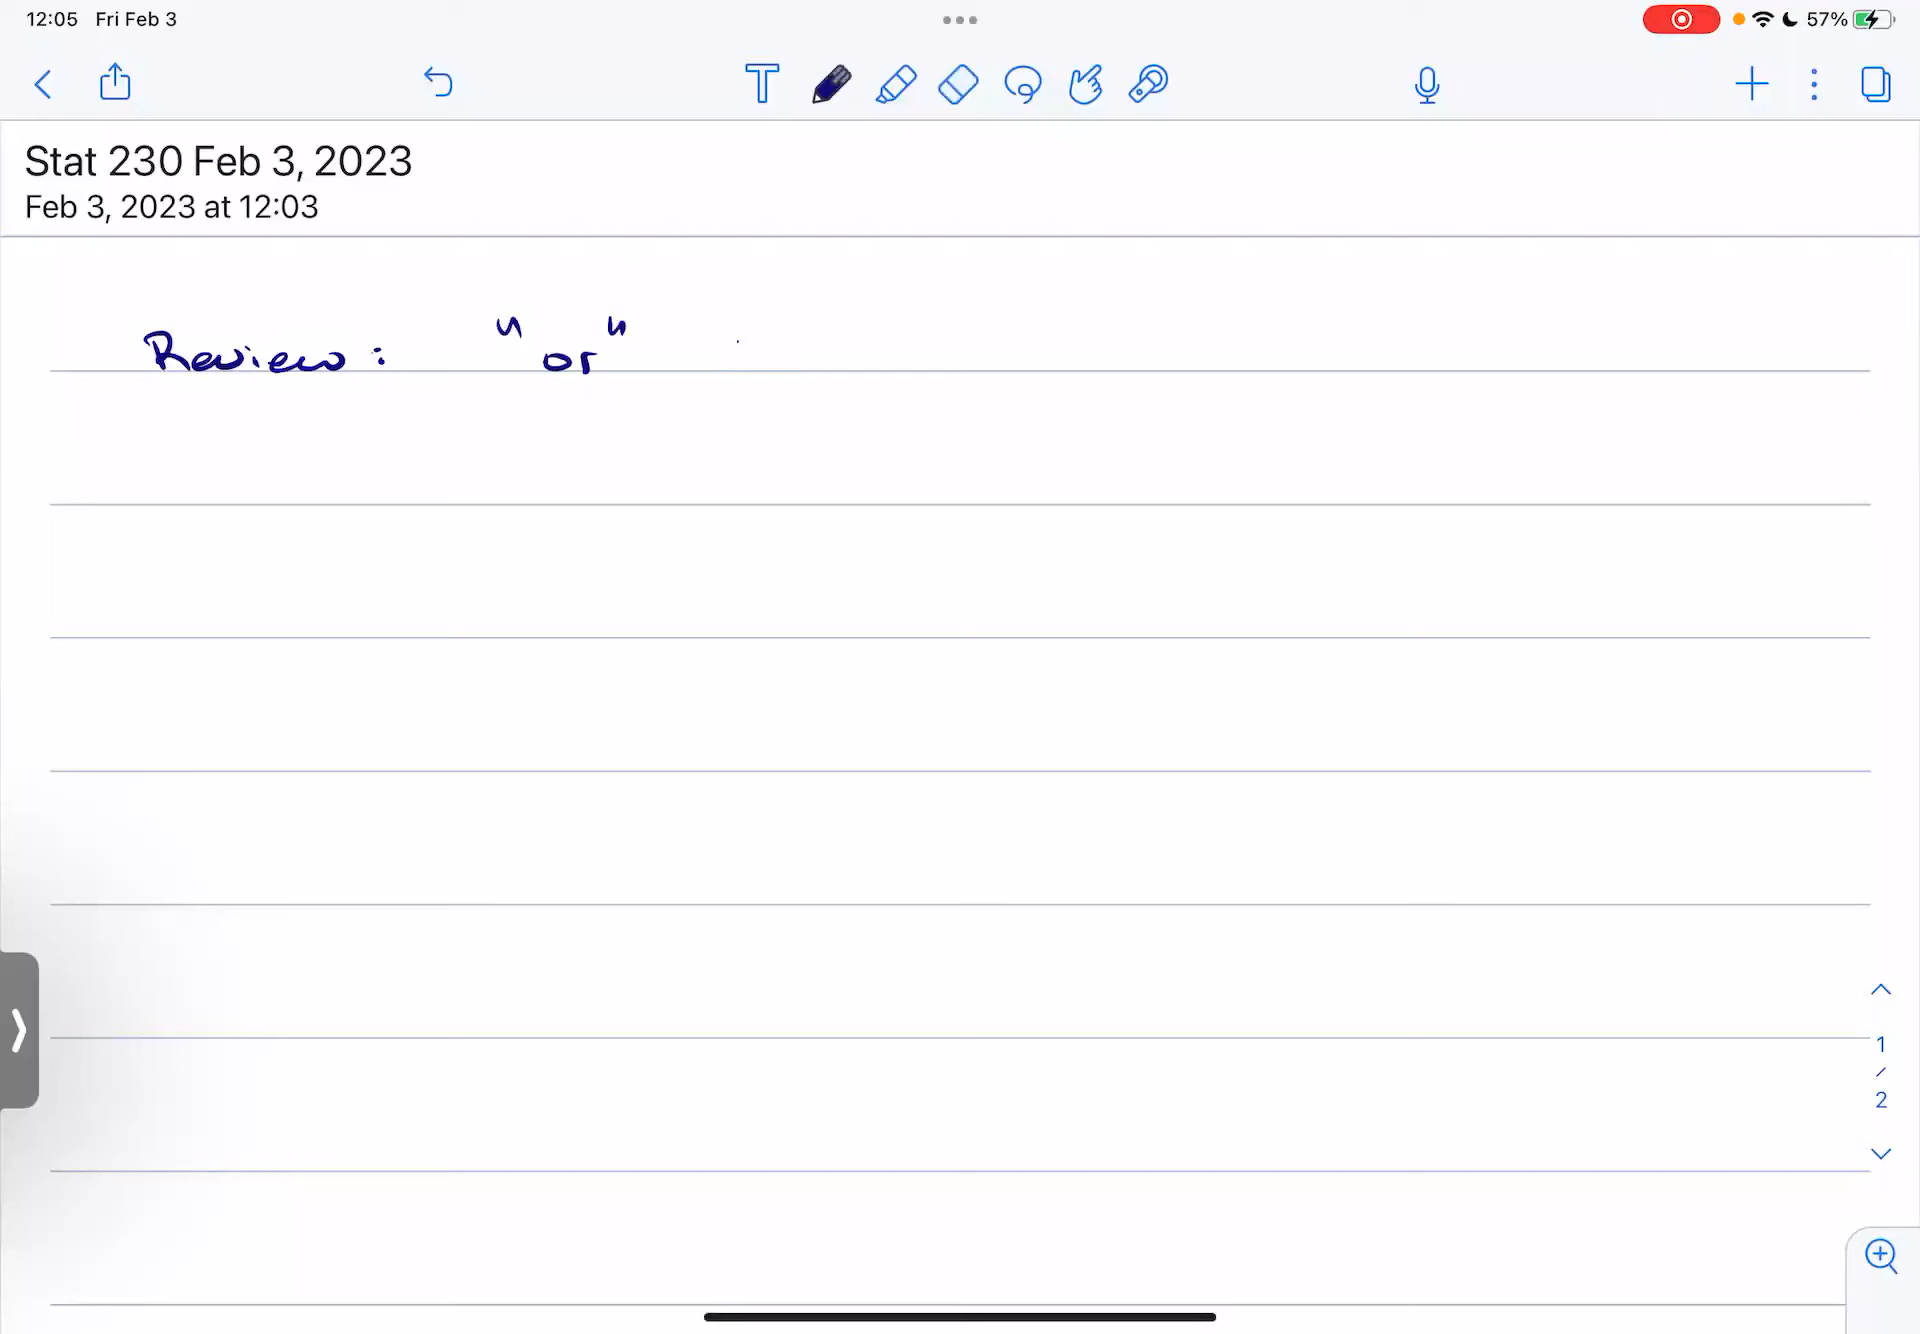 12:05 Fri Feb 3
57%
Stat 230 Feb 3, 2023
Feb 3, 2023 at 12:03
Review: "or"
1
/
2